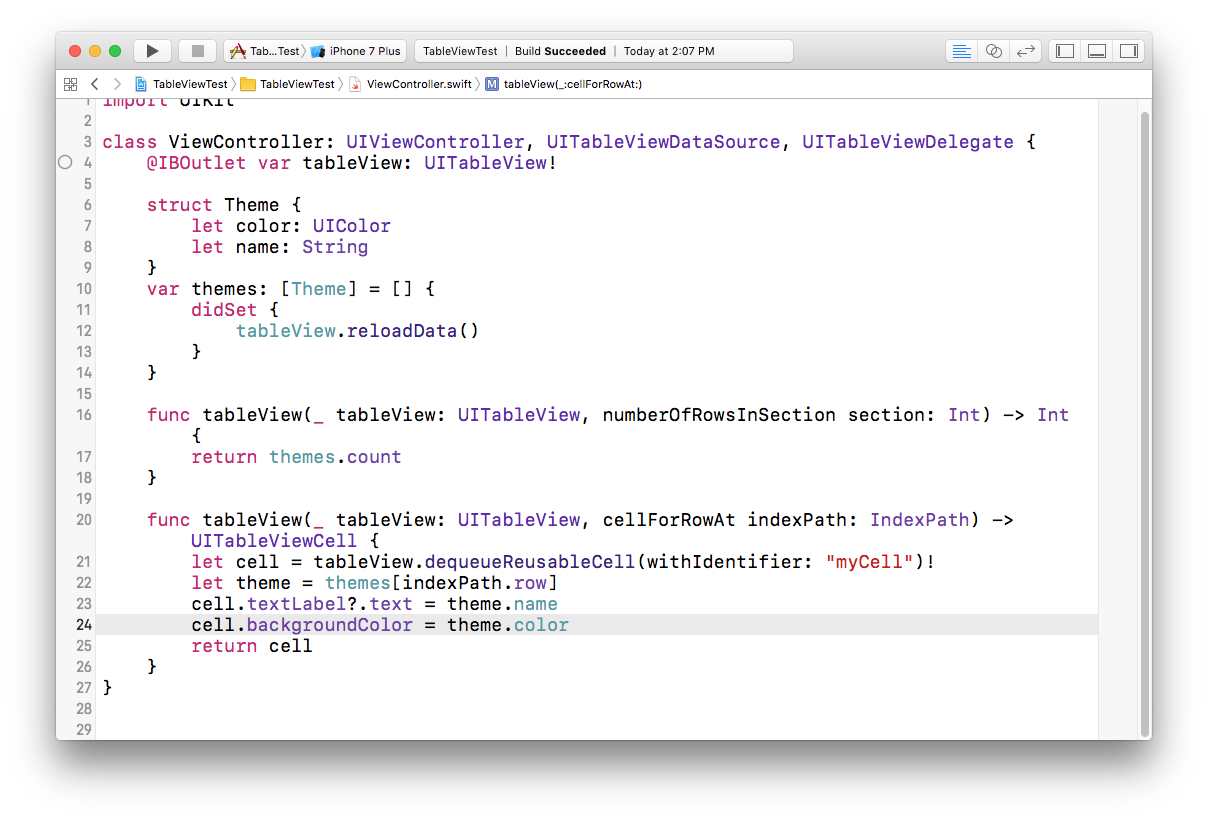 Tab...Test iPhone 7 Plus TableViewTest | Build Succeeded | Today at 2:07 PM
TableViewTest TableViewTest ViewController.swift M tableView(_:cellForRowAt:)
1 import UIKit
2
3 class ViewController: UIViewController, UITableViewDataSource, UITableViewDelegate {
4     @IBOutlet var tableView: UITableView!
5
6     struct Theme {
7         let color: UIColor
8         let name: String
9     }
10     var themes: [Theme] = [] {
11         didSet {
12             tableView.reloadData()
13         }
14     }
15
16     func tableView(_ tableView: UITableView, numberOfRowsInSection section: Int) -> Int
        {
17         return themes.count
18     }
19
20     func tableView(_ tableView: UITableView, cellForRowAt indexPath: IndexPath) ->
        UITableViewCell {
21         let cell = tableView.dequeueReusableCell(withIdentifier: "myCell")!
22         let theme = themes[indexPath.row]
23         cell.textLabel?.text = theme.name
24         cell.backgroundColor = theme.color
25         return cell
26     }
27 }
28
29